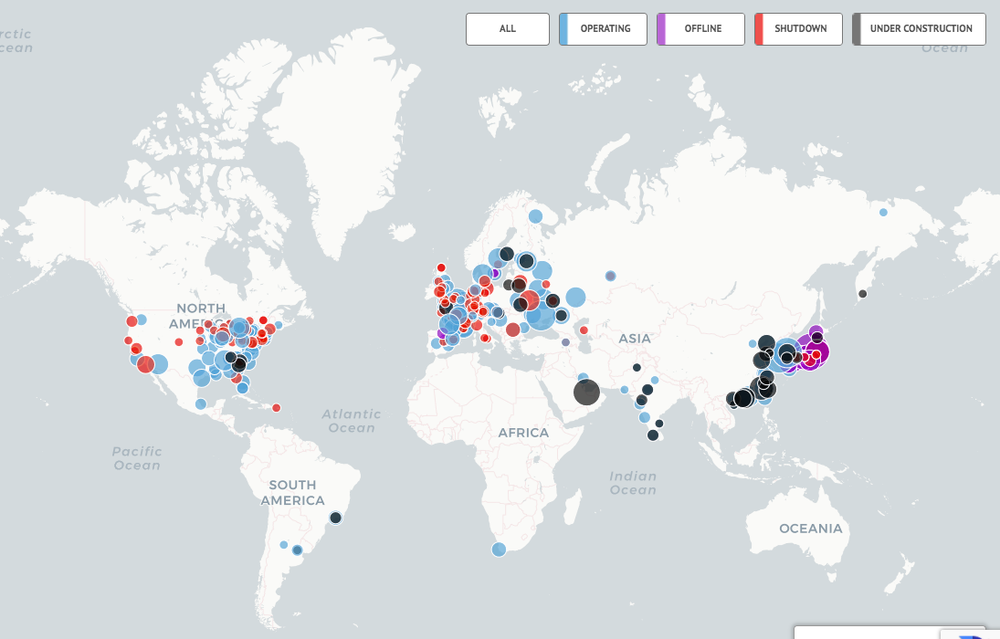 rctic
cean
ALL
OPERATING
OFFLINE
SHUTDOWN
UNDER CONSTRUCTION
Ocean
NORTH
AMER
ASIA
Atlantic
Ocean
AFRICA
Pacific
Ocean
Indian
Ocean
SOUTH
AMERICA
OCEANIA